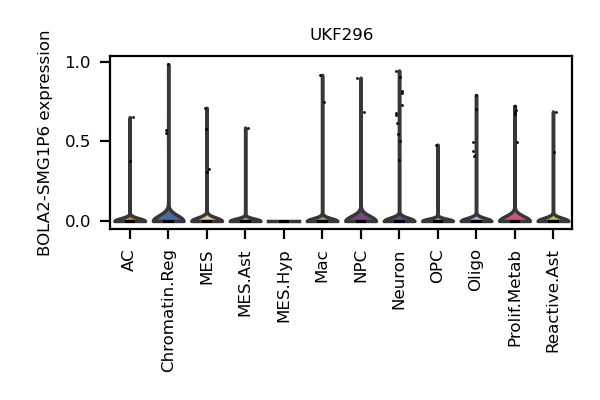 UKF296
BOLA2-SMG1P6 expression
1.0
0.5
0.0
AC
Chromatin.Reg
MES
MES.Ast
MES.Hyp
Mac
NPC
Neuron
OPC
Oligo
Prolif.Metab
Reactive.Ast